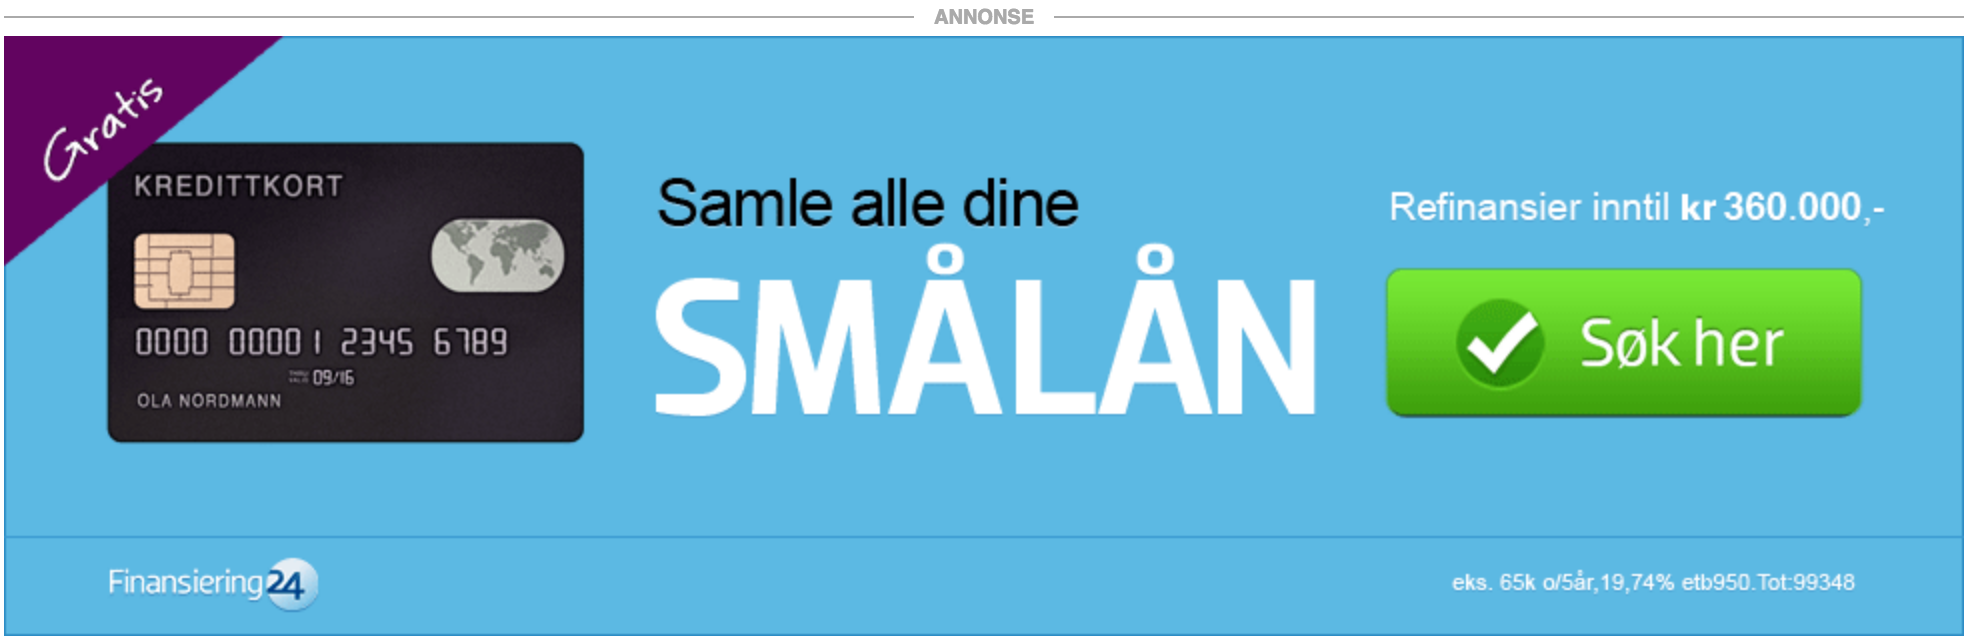 ANNONSE
Gratis
KREDITTKORT
0000 0000 1 2345 6789
09/16
OLA NORDMANN
Samle alle dine
SMÅLÅN
Refinansier inntil kr 360.000,-
Søk her
Finansiering24
eks. 65k o/5år,19,74% etb950.Tot:99348